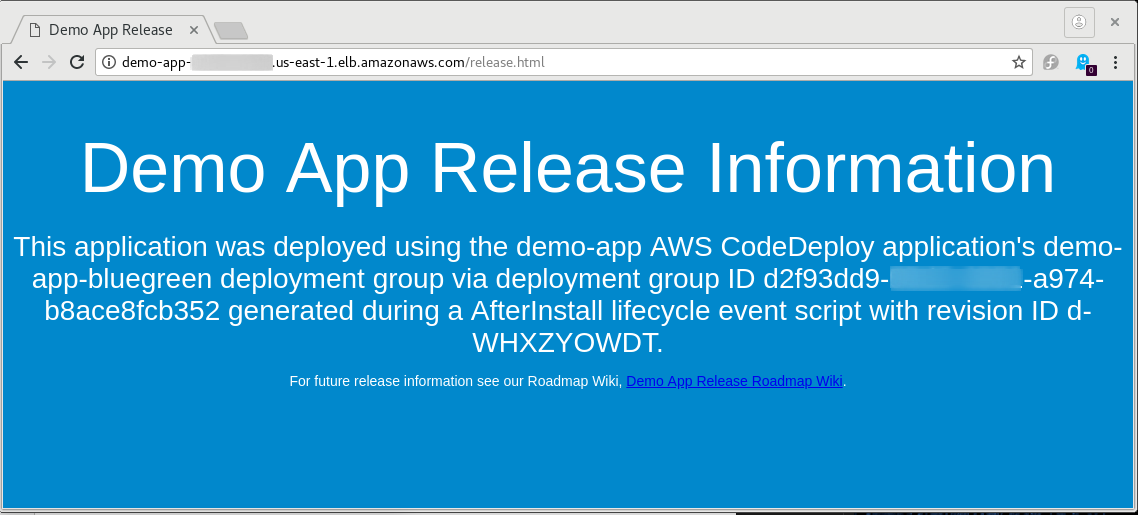 Demo App Release
demo-app- .us-east-1.elb.amazonaws.com/release.html
0
Demo App Release Information
This application was deployed using the demo-app AWS CodeDeploy application's demo-
app-bluegreen deployment group via deployment group ID d2f93dd9- -a974-
b8ace8fcb352 generated during a AfterInstall lifecycle event script with revision ID d-
WHXZYOWDT.
For future release information see our Roadmap Wiki, Demo App Release Roadmap Wiki.